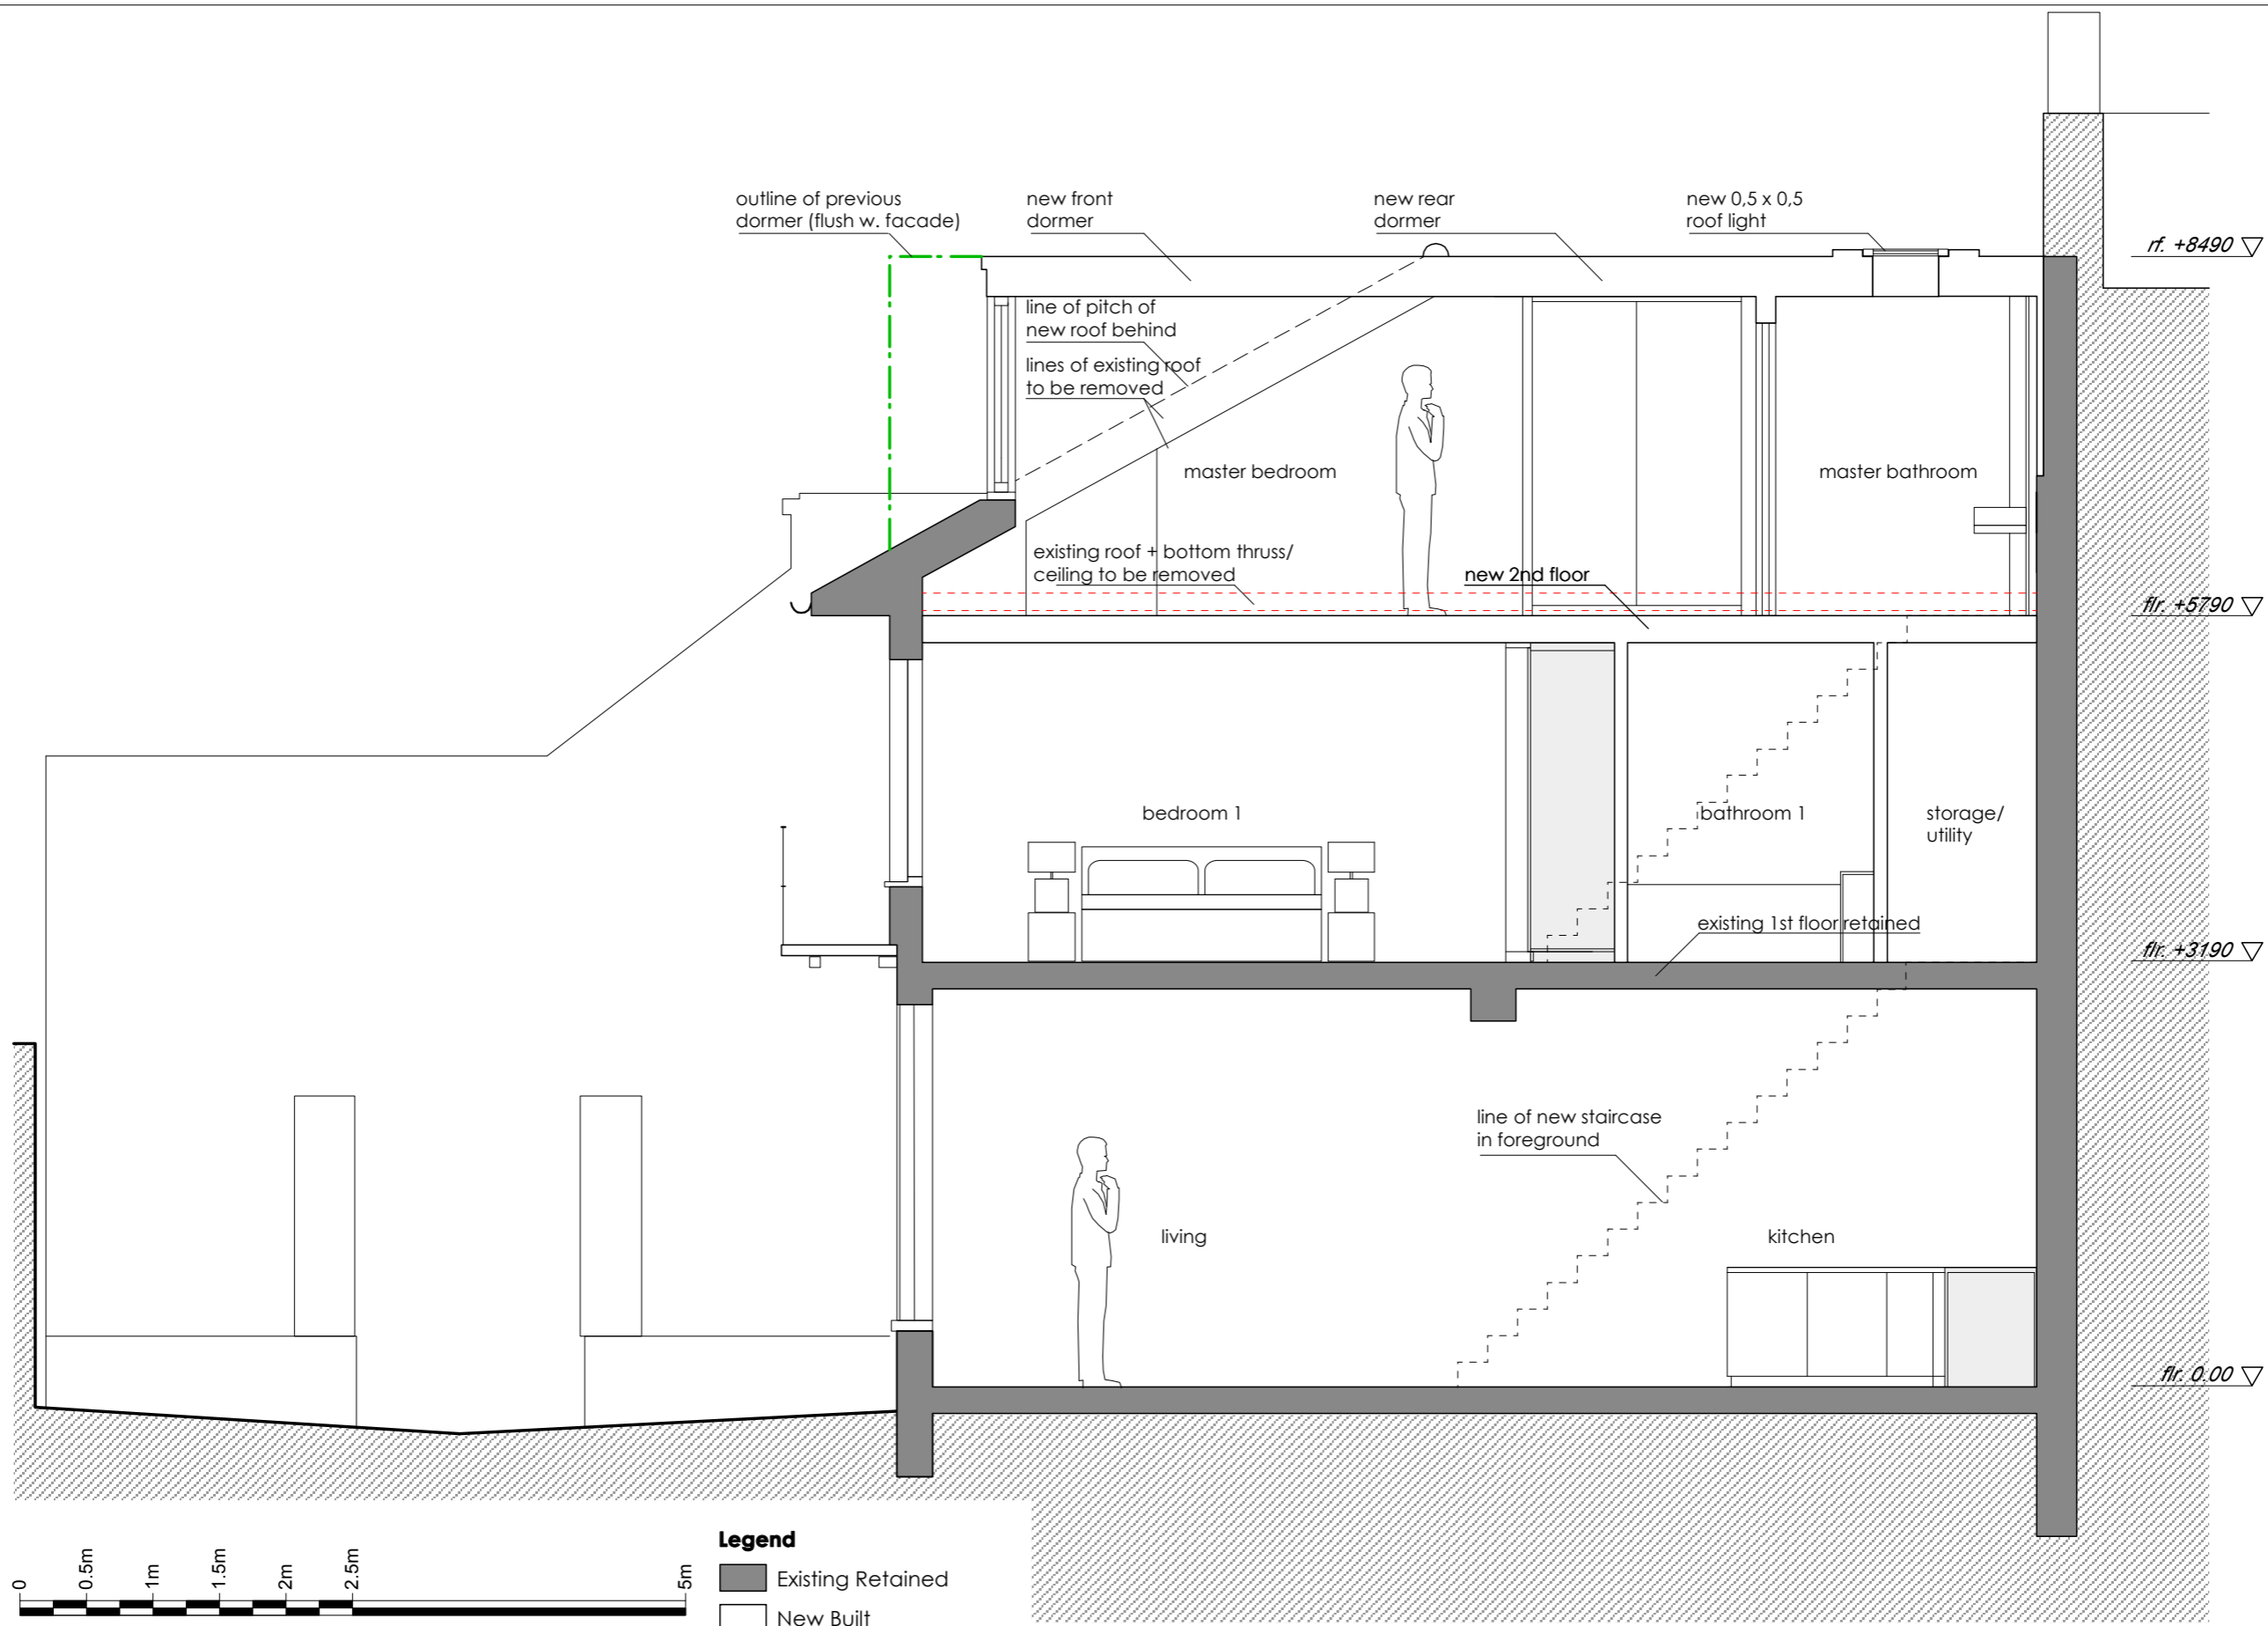 outline of previous
dormer (flush w. facade)
new front
dormer
new rear
dormer
new 0,5 x 0,5
roof light
rf. +8490
line of pitch of
new roof behind
lines of existing roof
to be removed
master bedroom
master bathroom
existing roof + bottom thruss/
ceiling to be removed
new 2nd floor
flr. +5790
bedroom 1
bathroom 1
storage/
utility
existing 1st floor retained
flr. +3190
line of new staircase
in foreground
living
kitchen
flr. 0.00
Legend
Existing Retained
New Built
0
0.5m
1m
1.5m
2m
2.5m
5m